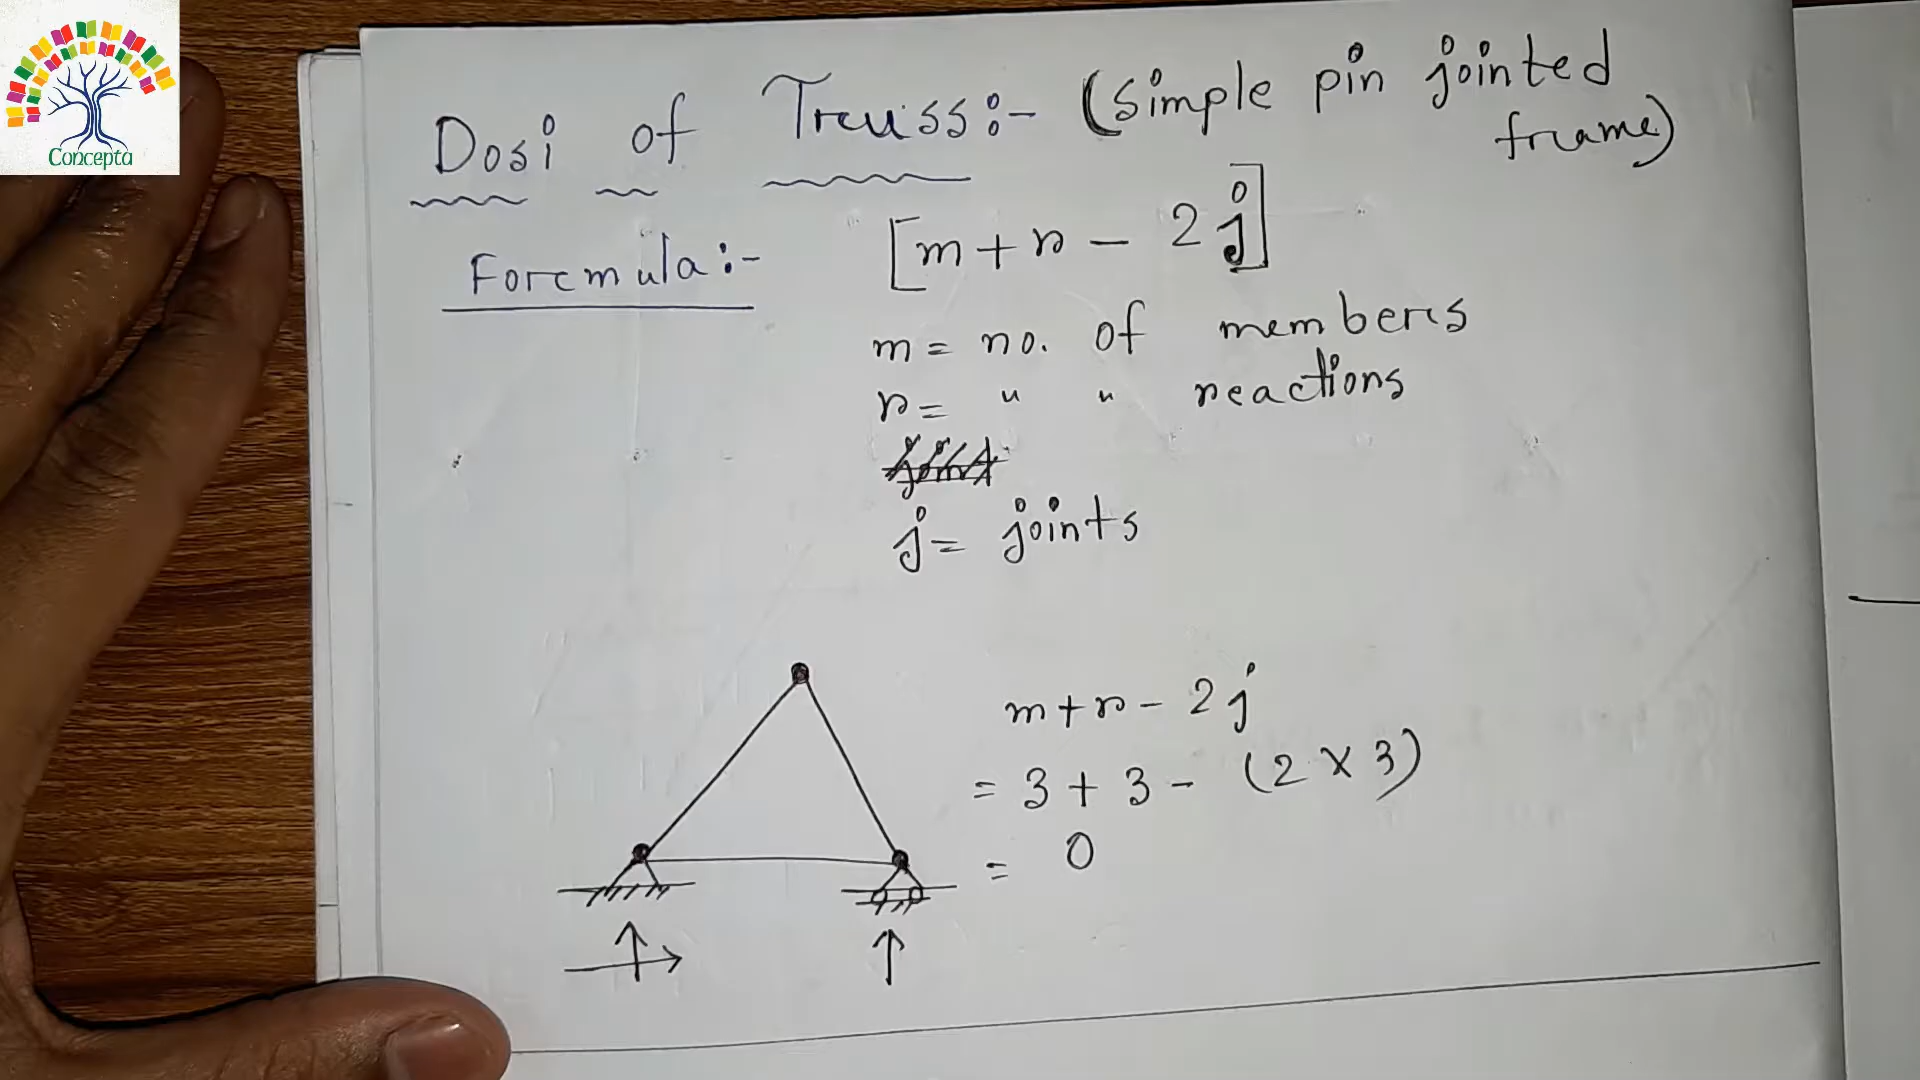 Concepta
Dosi of Truss:- (simple pin jointed frame)
Formula:- [m+r - 2j]
m = no. of members
r = " " reactions
j = joints
m+r - 2j
= 3 + 3 - (2 x 3)
= 0